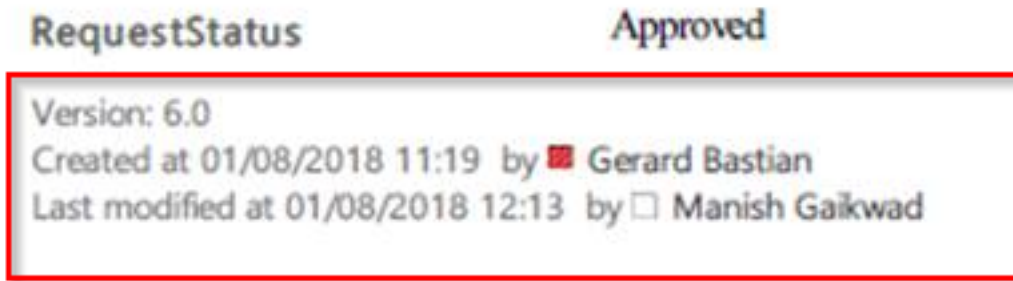 RequestStatus Approved
Version: 6.0
Created at 01/08/2018 11:19 by Gerard Bastian
Last modified at 01/08/2018 12:13 by Manish Gaikwad